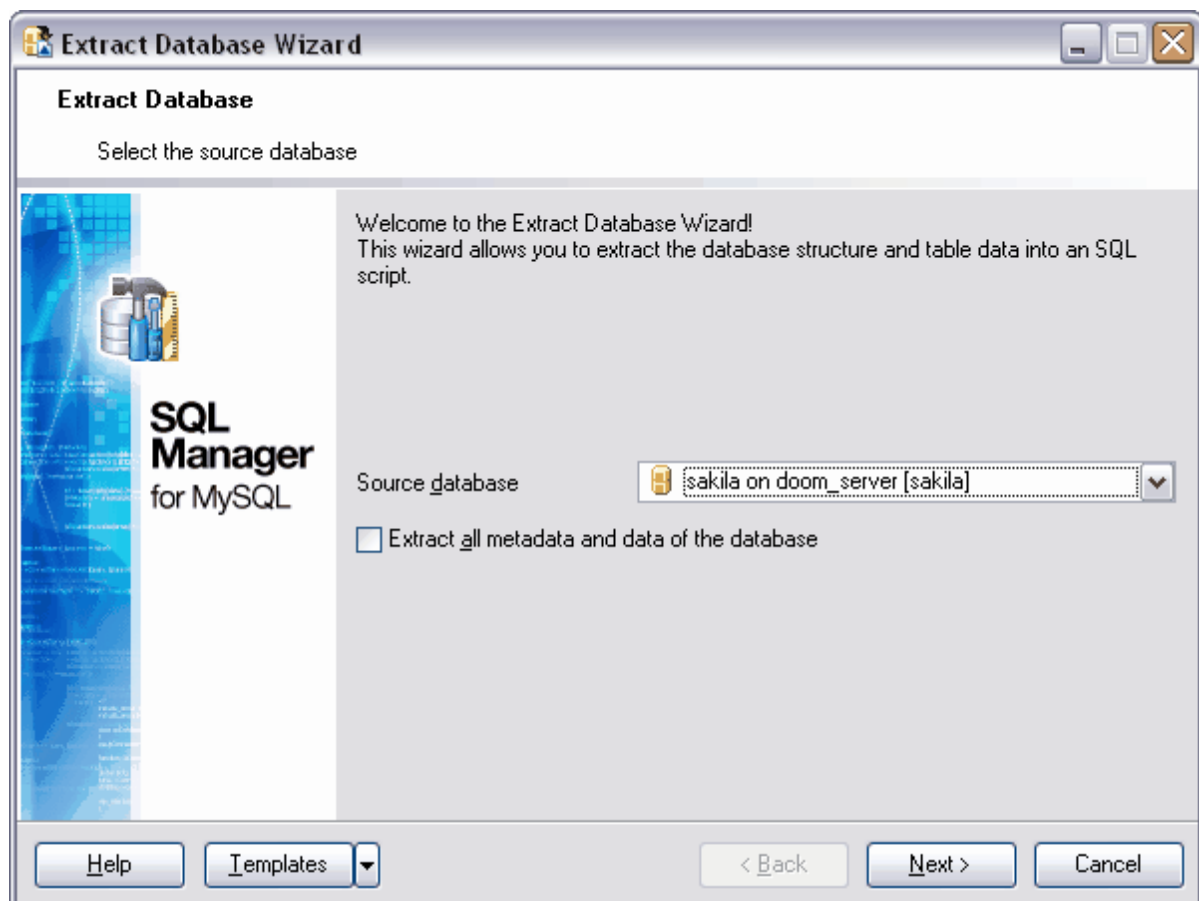 Extract Database Wizard
Extract Database
Select the source database
Welcome to the Extract Database Wizard!
This wizard allows you to extract the database structure and table data into an SQL
script.
SQL
Manager
for MySQL
Source database
sakila on doom_server [sakila]
Extract all metadata and data of the database
Help
Templates
< Back
Next >
Cancel